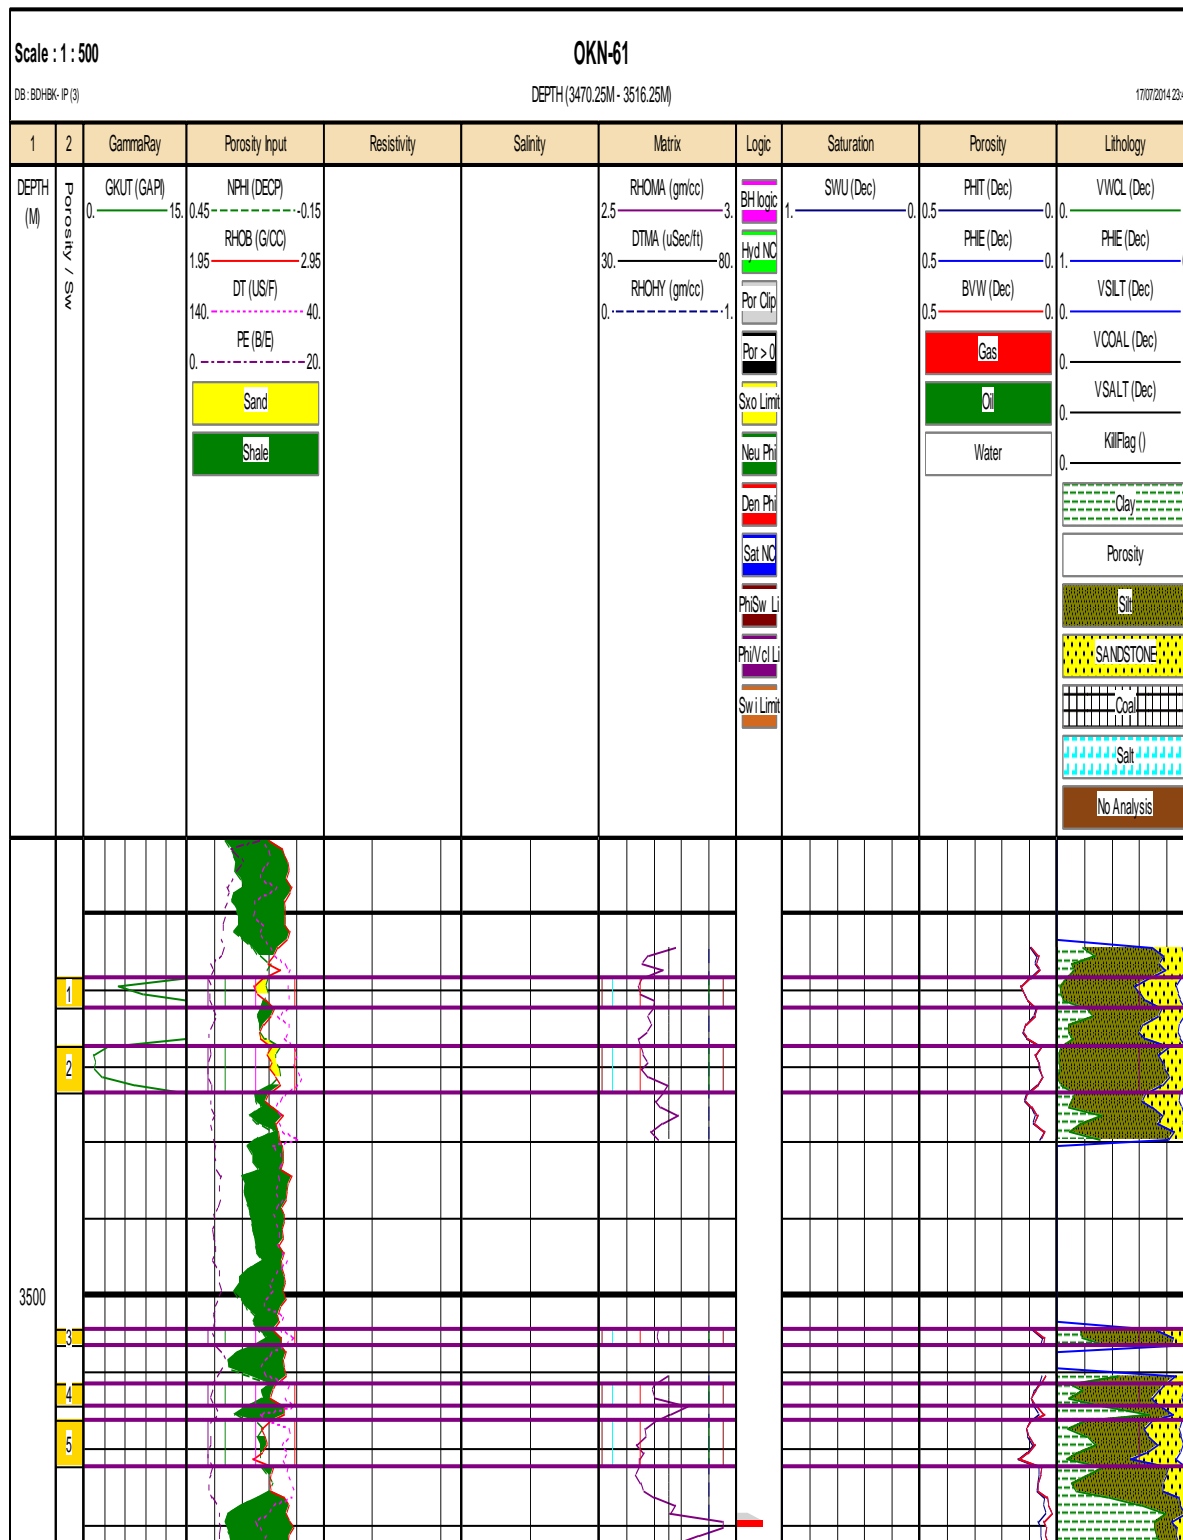 Scale : 1 : 500
OKN-61
DB : BDHBK- IP (3)
DEPTH (3470.25M - 3516.25M)
17/07/2014 23:4
1 2 GammaRay Porosity Input Resistivity Salinity Matrix Logic Saturation Porosity Lithology
DEPTH
(M)
Porosity / Sw
GKUT (GAPI)
0. 15.
NPHI (DECP)
0.45 -0.15
RHOB (G/CC)
1.95 2.95
DT (US/F)
140. 40.
PE (B/E)
0. 20.
Sand
Shale
RHOMA (gm/cc)
2.5 3.
DTMA (uSec/ft)
30. 80.
RHOHY (gm/cc)
0. 1.
BH logic
Hyd NC
Por Clip
Por > 0
Sxo Limit
Neu Phi
Den Phi
Sat NC
PhiSw Li
Phi/Vcl Li
Swi Limit
SWU (Dec)
1. 0.
PHIT (Dec)
0.5 0.
PHIE (Dec)
0.5 0.
BVW (Dec)
0.5 0.
Gas
Oil
Water
VWCL (Dec)
0.
PHIE (Dec)
1.
VSILT (Dec)
0.
VCOAL (Dec)
0.
VSALT (Dec)
0.
KillFlag ()
0.
Clay
Porosity
Silt
SANDSTONE
Coal
Salt
No Analysis
1
2
3500
3
4
5